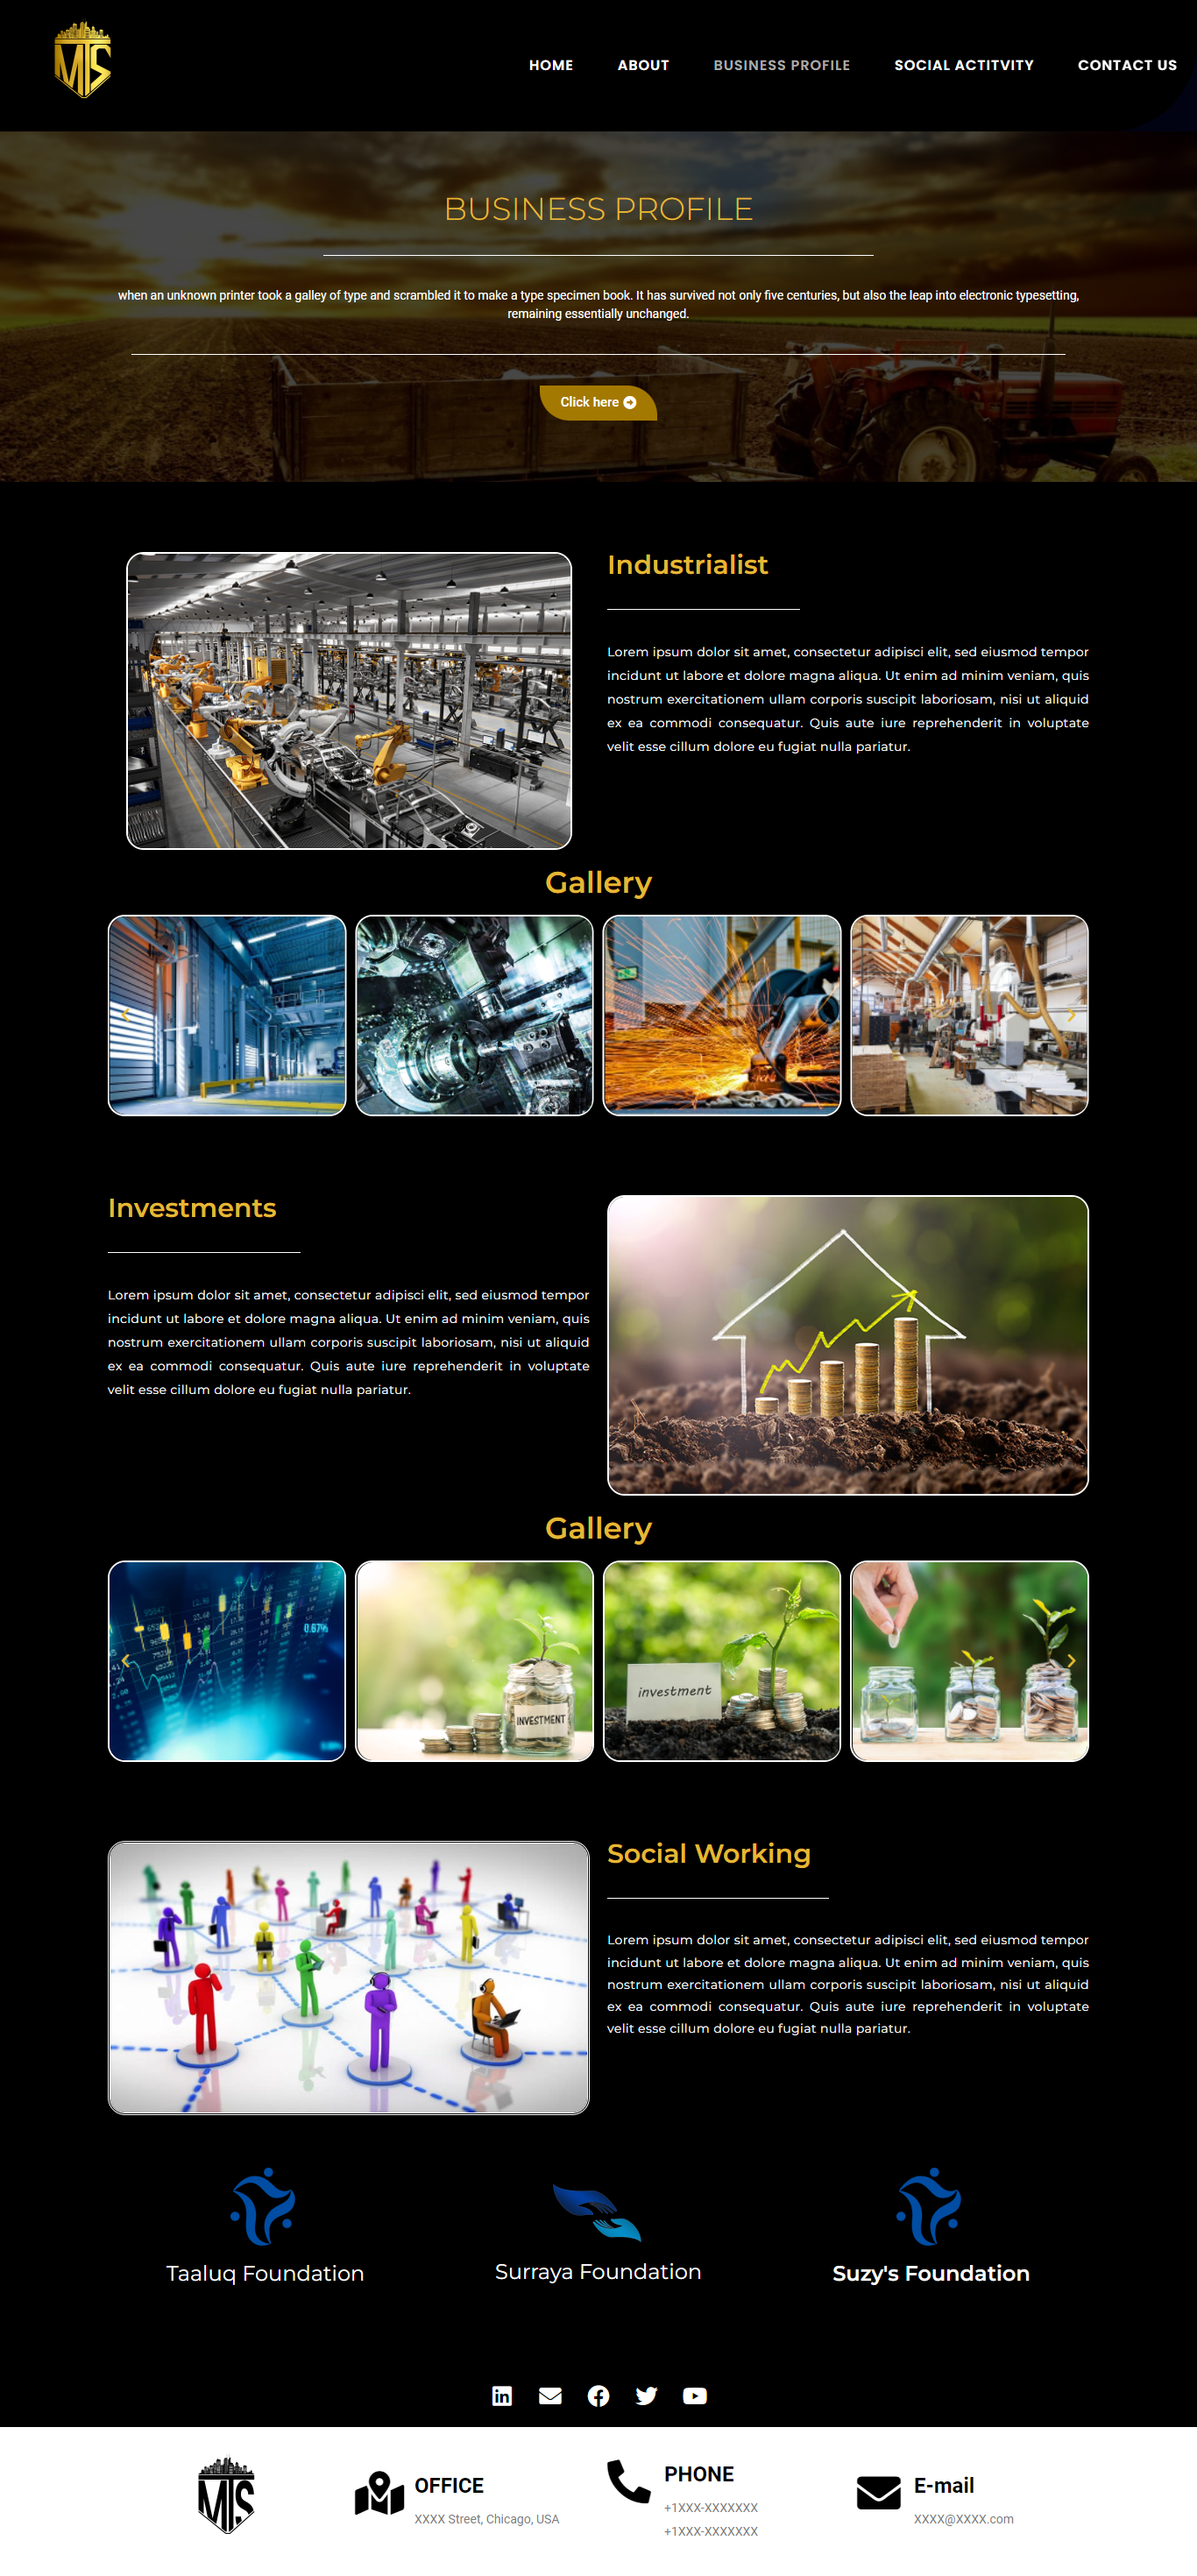 MTS
HOME
ABOUT
BUSINESS PROFILE
SOCIAL ACTITVITY
CONTACT US
BUSINESS PROFILE
when an unknown printer took a galley of type and scrambled it to make a type specimen book. It has survived not only five centuries, but also the leap into electronic typesetting,
remaining essentially unchanged.
Click here
Industrialist
Lorem ipsum dolor sit amet, consectetur adipisci elit, sed eiusmod tempor
incidunt ut labore et dolore magna aliqua. Ut enim ad minim veniam, quis
nostrum exercitationem ullam corporis suscipit laboriosam, nisi ut aliquid
ex ea commodi consequatur. Quis aute iure reprehenderit in voluptate
velit esse cillum dolore eu fugiat nulla pariatur.
Gallery
Investments
Lorem ipsum dolor sit amet, consectetur adipisci elit, sed eiusmod tempor
incidunt ut labore et dolore magna aliqua. Ut enim ad minim veniam, quis
nostrum exercitationem ullam corporis suscipit laboriosam, nisi ut aliquid
ex ea commodi consequatur. Quis aute iure reprehenderit in voluptate
velit esse cillum dolore eu fugiat nulla pariatur.
Gallery
0.67%
INVESTMENT
investment
Social Working
Lorem ipsum dolor sit amet, consectetur adipisci elit, sed eiusmod tempor
incidunt ut labore et dolore magna aliqua. Ut enim ad minim veniam, quis
nostrum exercitationem ullam corporis suscipit laboriosam, nisi ut aliquid
ex ea commodi consequatur. Quis aute iure reprehenderit in voluptate
velit esse cillum dolore eu fugiat nulla pariatur.
Taaluq Foundation
Surraya Foundation
Suzy's Foundation
MTS
OFFICE
XXXX Street, Chicago, USA
PHONE
+1XXX-XXXXXXX
+1XXX-XXXXXXX
E-mail
XXXX@XXXX.com